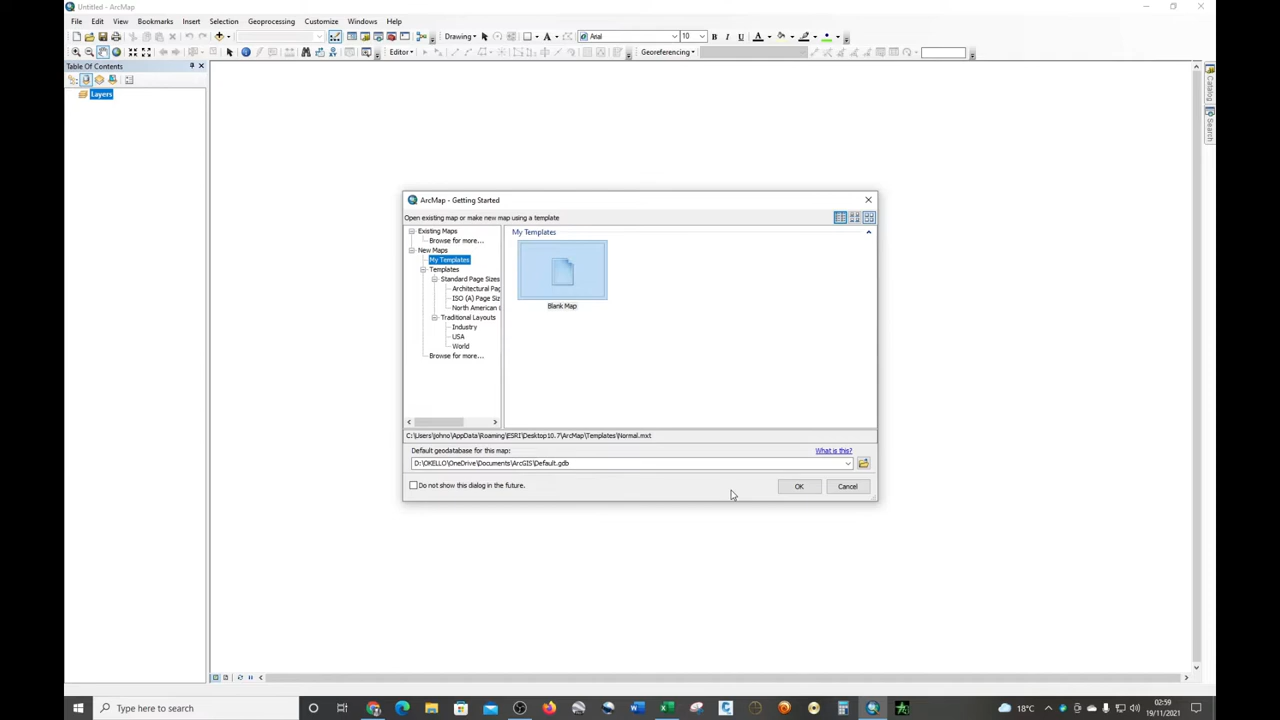 Untitled - ArcMap
File Edit View Bookmarks Insert Selection Geoprocessing Customize Windows Help
Drawing Arial 10 B I U A
Editor Georeferencing
Table Of Contents
Layers
Catalog
Search
ArcMap - Getting Started
Open existing map or make new map using a template
Existing Maps
Browse for more...
New Maps
My Templates
Templates
Standard Page Sizes
Architectural Pag
ISO (A) Page Siz
North American (
Traditional Layouts
Industry
USA
World
Browse for more...
My Templates
Blank Map
C:\Users\johno\AppData\Roaming\ESRI\Desktop10.7\ArcMap\Templates\Normal.mxt
Default geodatabase for this map:
What is this?
D:\OKELLO\OneDrive\Documents\ArcGIS\Default.gdb
Do not show this dialog in the future.
OK Cancel
Type here to search
18°C
02:59
19/11/2021